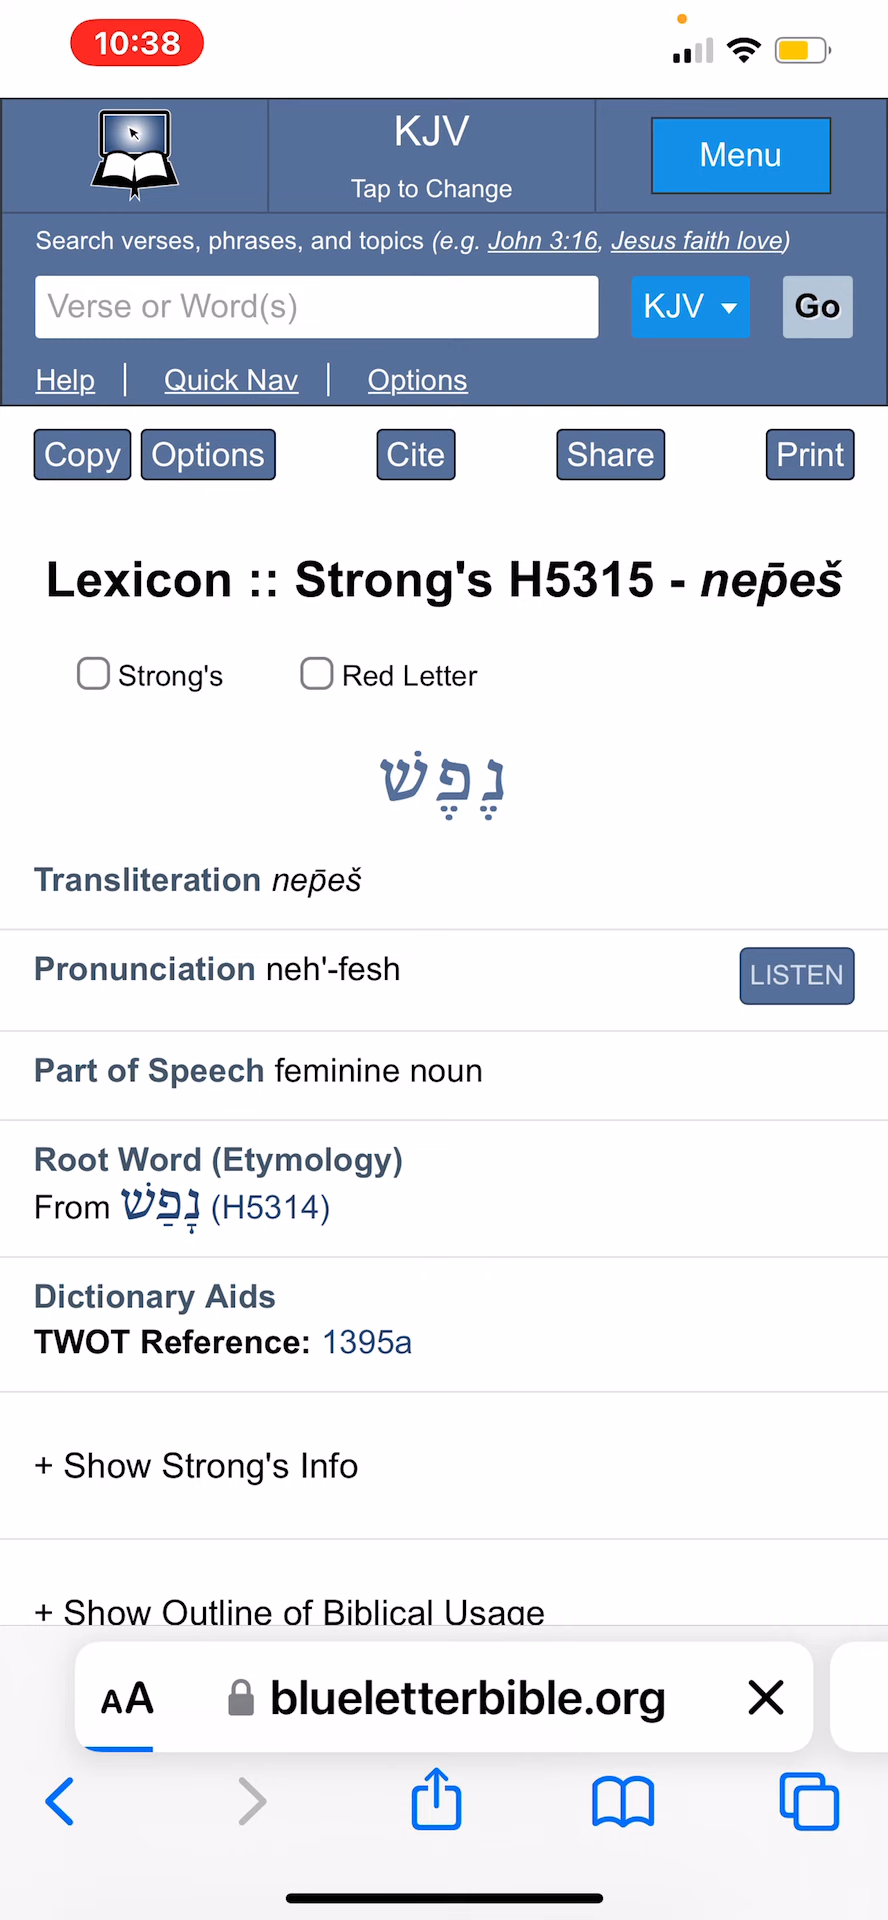 10:38
KJV
Tap to Change
Menu
Search verses, phrases, and topics (e.g. John 3:16, Jesus faith love)
Verse or Word(s)
KJV
Go
Help | Quick Nav | Options
Copy Options Cite Share Print
Lexicon :: Strong's H5315 - nep̄eš
Strong's Red Letter
נֶפֶשׁ
Transliteration nep̄eš
Pronunciation neh'-fesh LISTEN
Part of Speech feminine noun
Root Word (Etymology)
From נָפַשׁ (H5314)
Dictionary Aids
TWOT Reference: 1395a
+ Show Strong's Info
+ Show Outline of Biblical Usage
AA blueletterbible.org